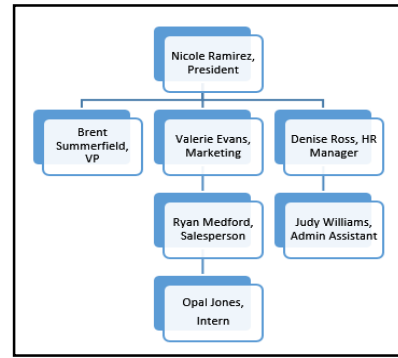 Nicole Ramirez,
President
Brent
Summerfield,
VP
Valerie Evans,
Marketing
Denise Ross, HR
Manager
Ryan Medford,
Salesperson
Judy Williams,
Admin Assistant
Opal Jones,
Intern